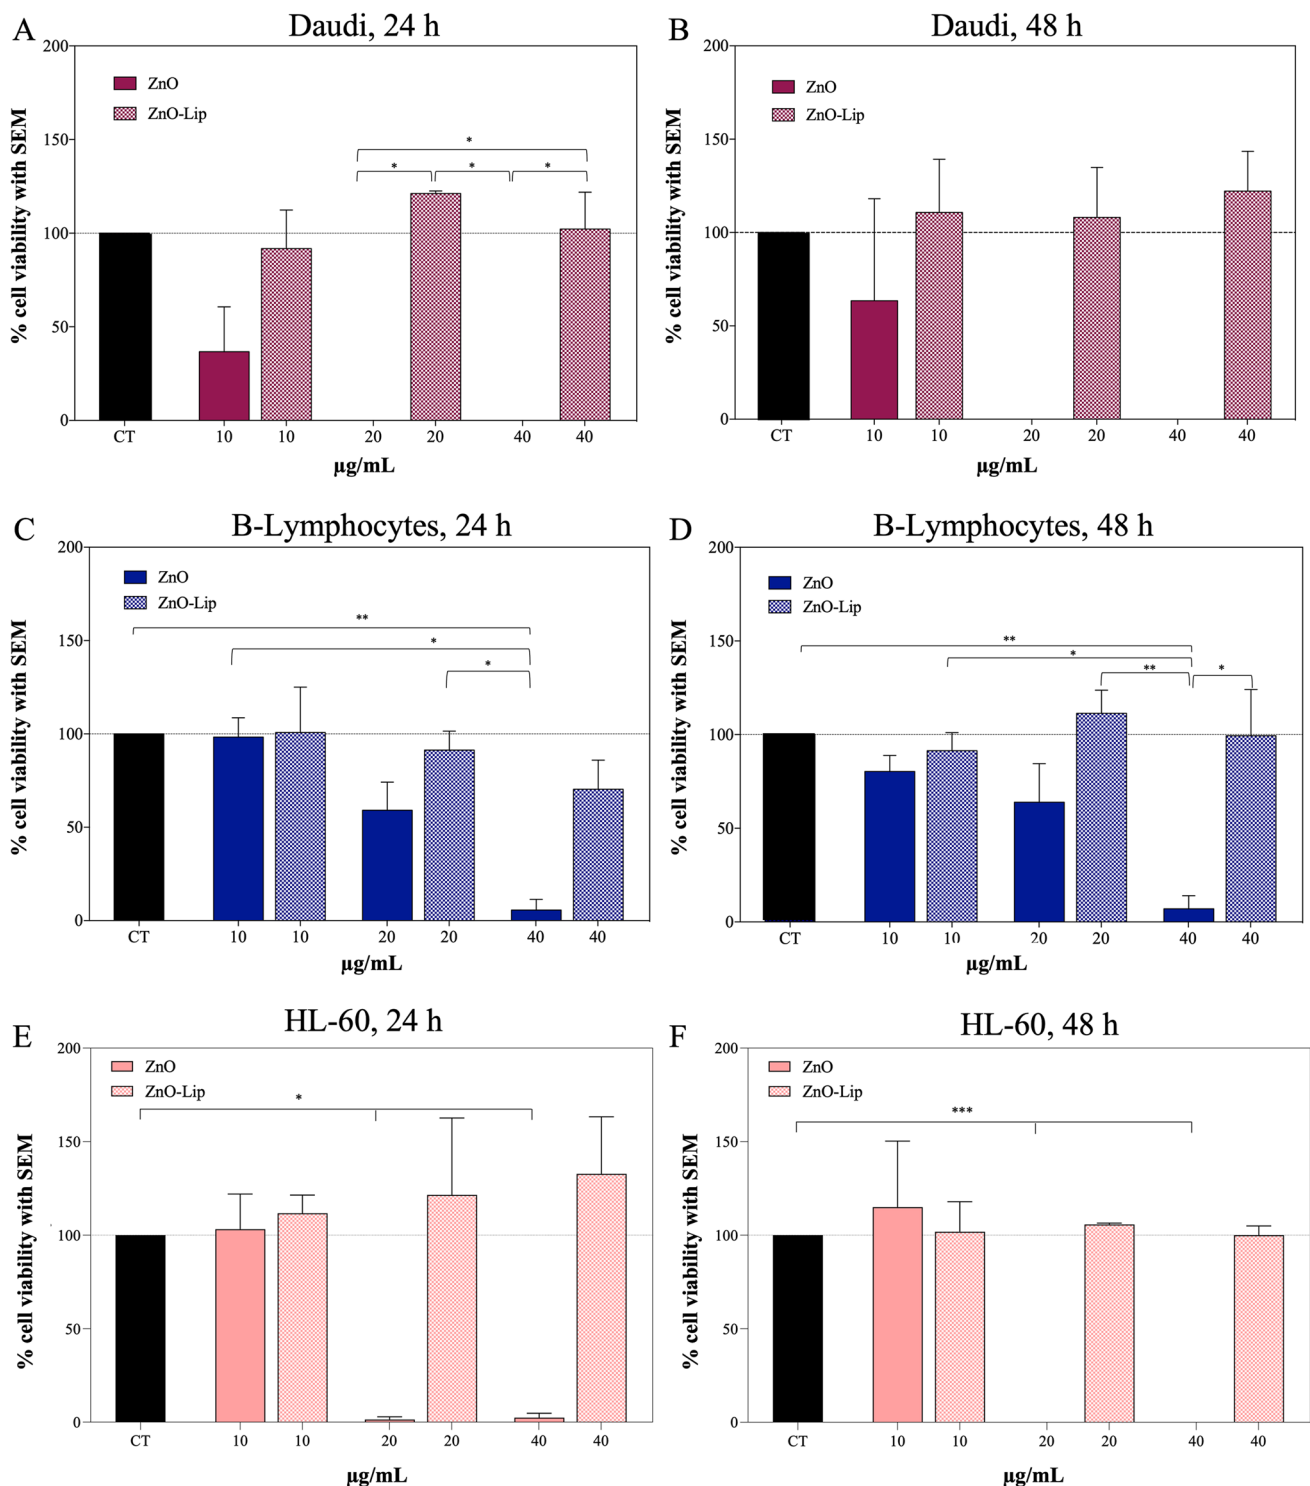 A
Daudi, 24 h
200
150
100
50
0
% cell viability with SEM
ZnO
ZnO-Lip
*
* * *
CT 10 10 20 20 40 40
µg/mL
B
Daudi, 48 h
200
150
100
50
0
% cell viability with SEM
ZnO
ZnO-Lip
CT 10 10 20 20 40 40
µg/mL
C
B-Lymphocytes, 24 h
200
150
100
50
0
% cell viability with SEM
ZnO
ZnO-Lip
**
*
*
CT 10 10 20 20 40 40
µg/mL
D
B-Lymphocytes, 48 h
200
150
100
50
0
% cell viability with SEM
ZnO
ZnO-Lip
**
*
** *
CT 10 10 20 20 40 40
µg/mL
E
HL-60, 24 h
200
150
100
50
0
% cell viability with SEM
ZnO
ZnO-Lip
*
CT 10 10 20 20 40 40
µg/mL
F
HL-60, 48 h
200
150
100
50
0
% cell viability with SEM
ZnO
ZnO-Lip
***
CT 10 10 20 20 40 40
µg/mL